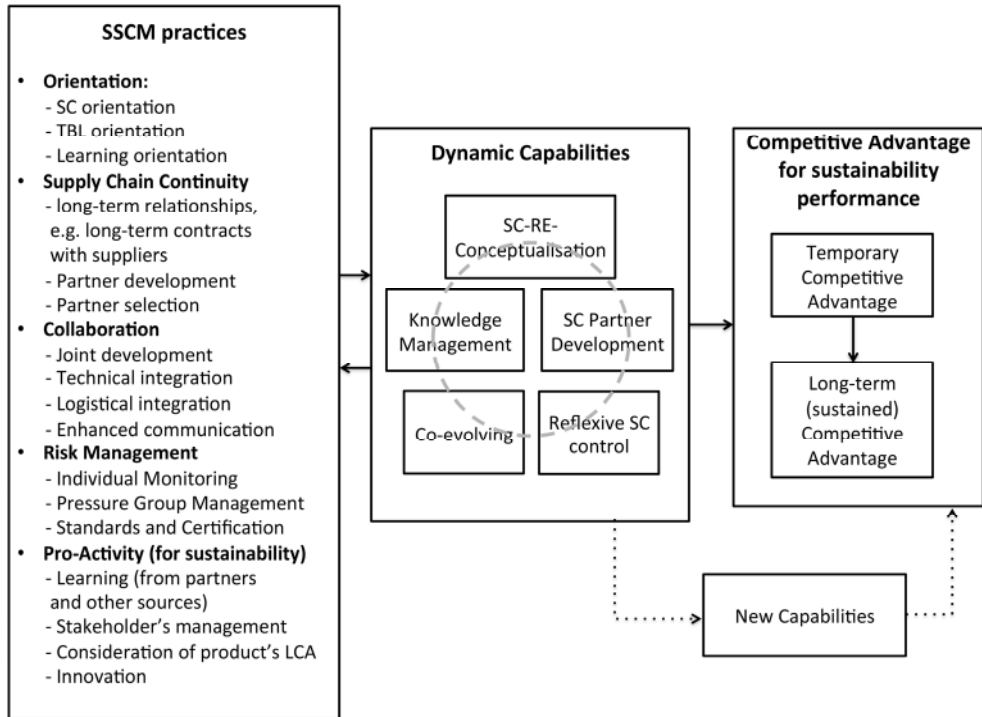 SSCM practices
• Orientation:
- SC orientation
- TBL orientation
- Learning orientation
• Supply Chain Continuity
- long-term relationships,
e.g. long-term contracts
with suppliers
- Partner development
- Partner selection
• Collaboration
- Joint development
- Technical integration
- Logistical integration
- Enhanced communication
• Risk Management
- Individual Monitoring
- Pressure Group Management
- Standards and Certification
• Pro-Activity (for sustainability)
- Learning (from partners
and other sources)
- Stakeholder's management
- Consideration of product's LCA
- Innovation
Dynamic Capabilities
SC-RE-
Conceptualisation
Knowledge
Management
SC Partner
Development
Co-evolving
Reflexive SC
control
Competitive Advantage
for sustainability
performance
Temporary
Competitive
Advantage
Long-term
(sustained)
Competitive
Advantage
New Capabilities